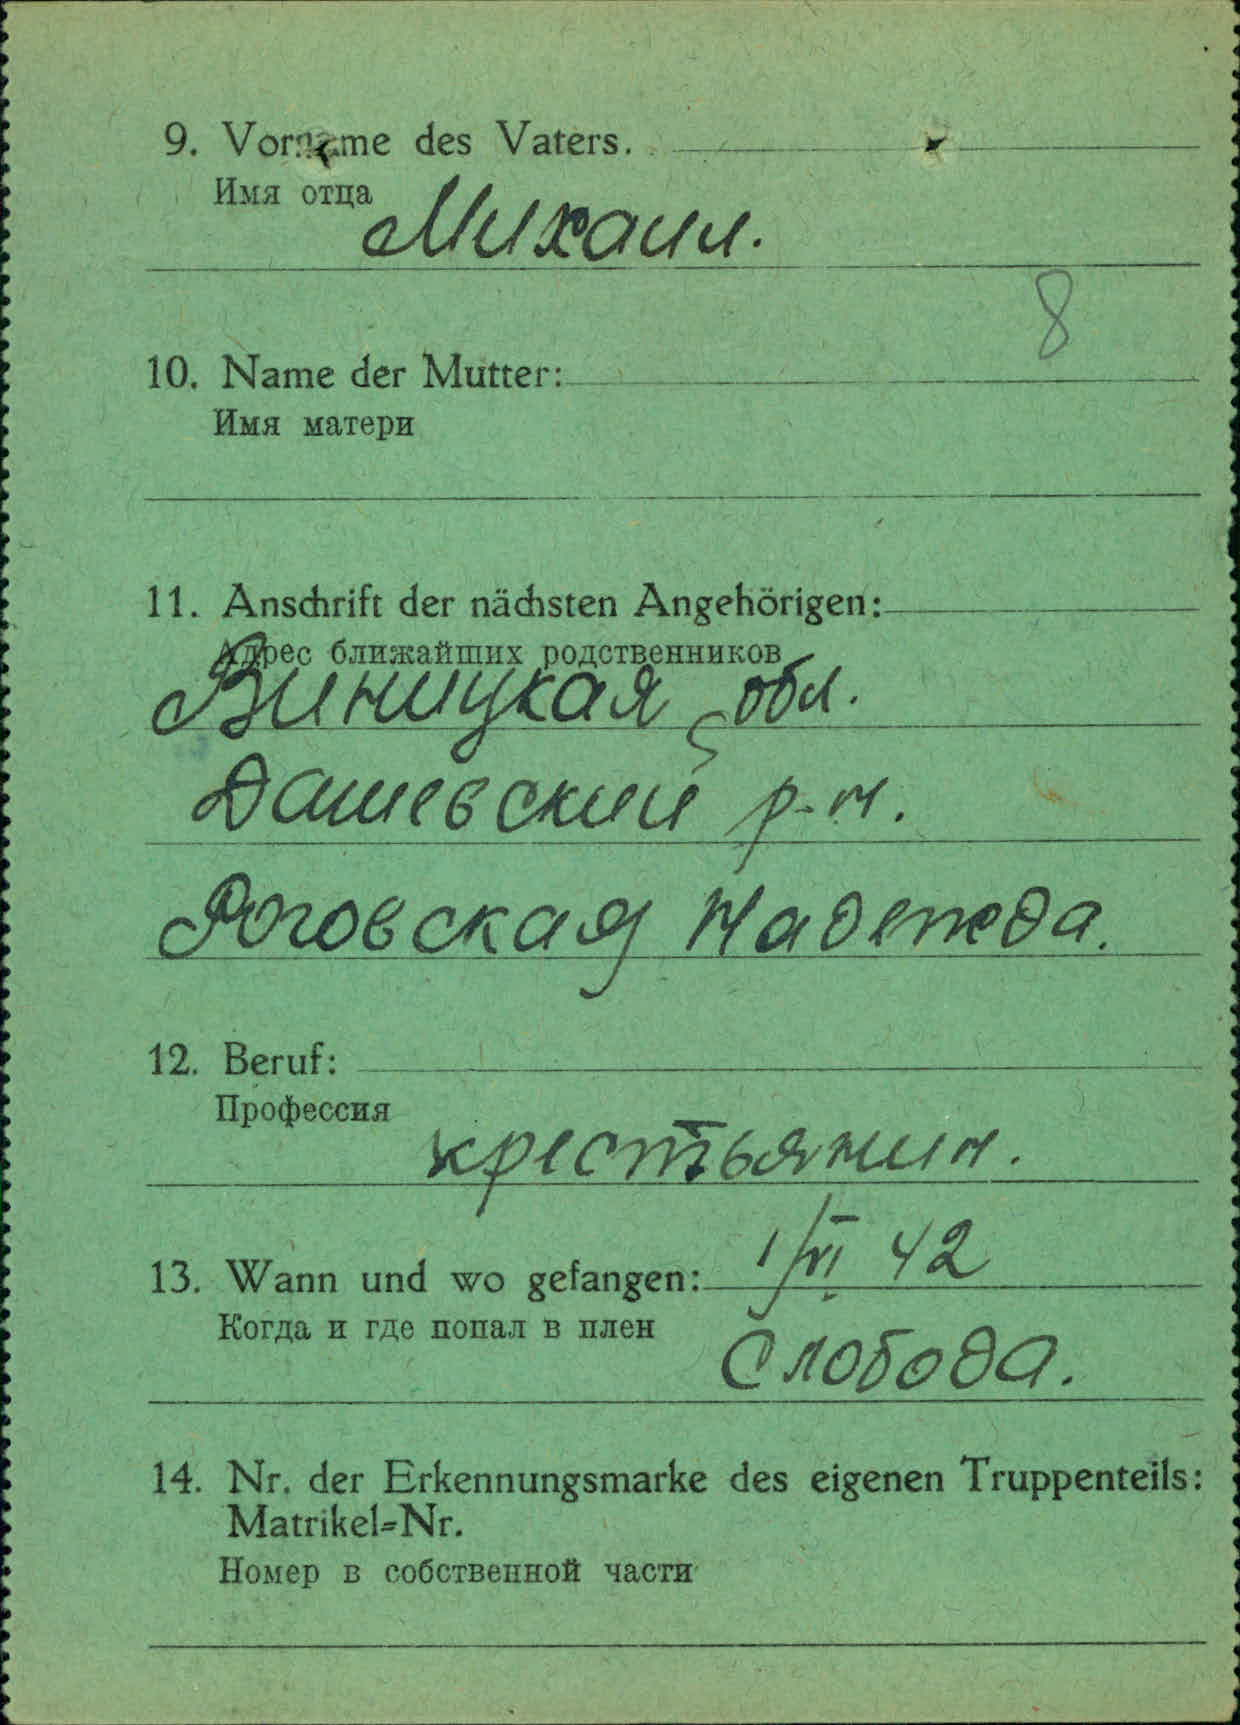 9. Vorname des Vaters.
Имя отца
Михаил.
8
10. Name der Mutter:
Имя матери
11. Anschrift der nächsten Angehörigen:
Адрес ближайших родственников
Виницкая обл.
Дашевский р-н.
Роговская Надежда.
12. Beruf:
Профессия
крестьянин.
13. Wann und wo gefangen: 1/VI 42
Когда и где попал в плен
Слобода.
14. Nr. der Erkennungsmarke des eigenen Truppenteils:
Matrikel-Nr.
Номер в собственной части